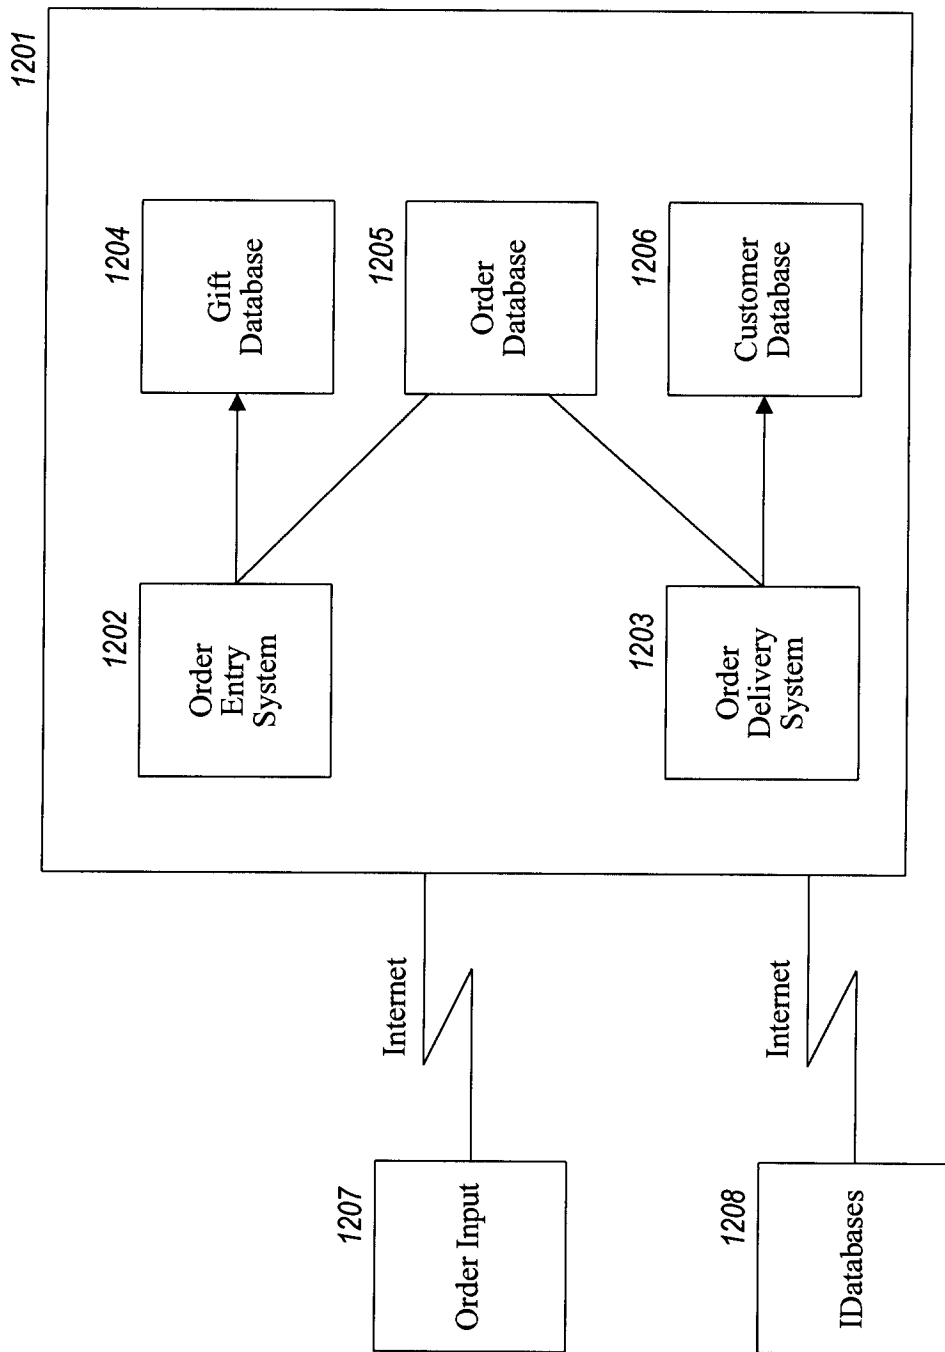 1201
1202
Order
Entry
System
1204
Gift
Database
1207
Order Input
Internet
1205
Order
Database
1208
IDatabases
Internet
1203
Order
Delivery
System
1206
Customer
Database